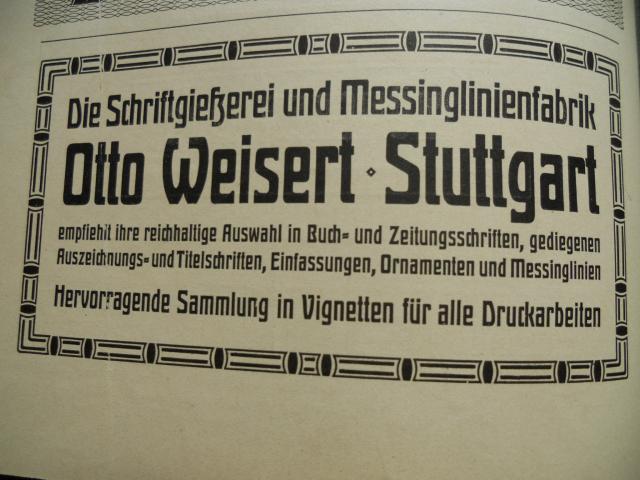 Die Schriftgießerei und Messinglinienfabrik
Otto Weisert · Stuttgart
empfiehlt ihre reichhaltige Auswahl in Buch- und Zeitungsschriften, gediegenen
Auszeichnungs- und Titelschriften, Einfassungen, Ornamenten und Messinglinien
Hervorragende Sammlung in Vignetten für alle Druckarbeiten